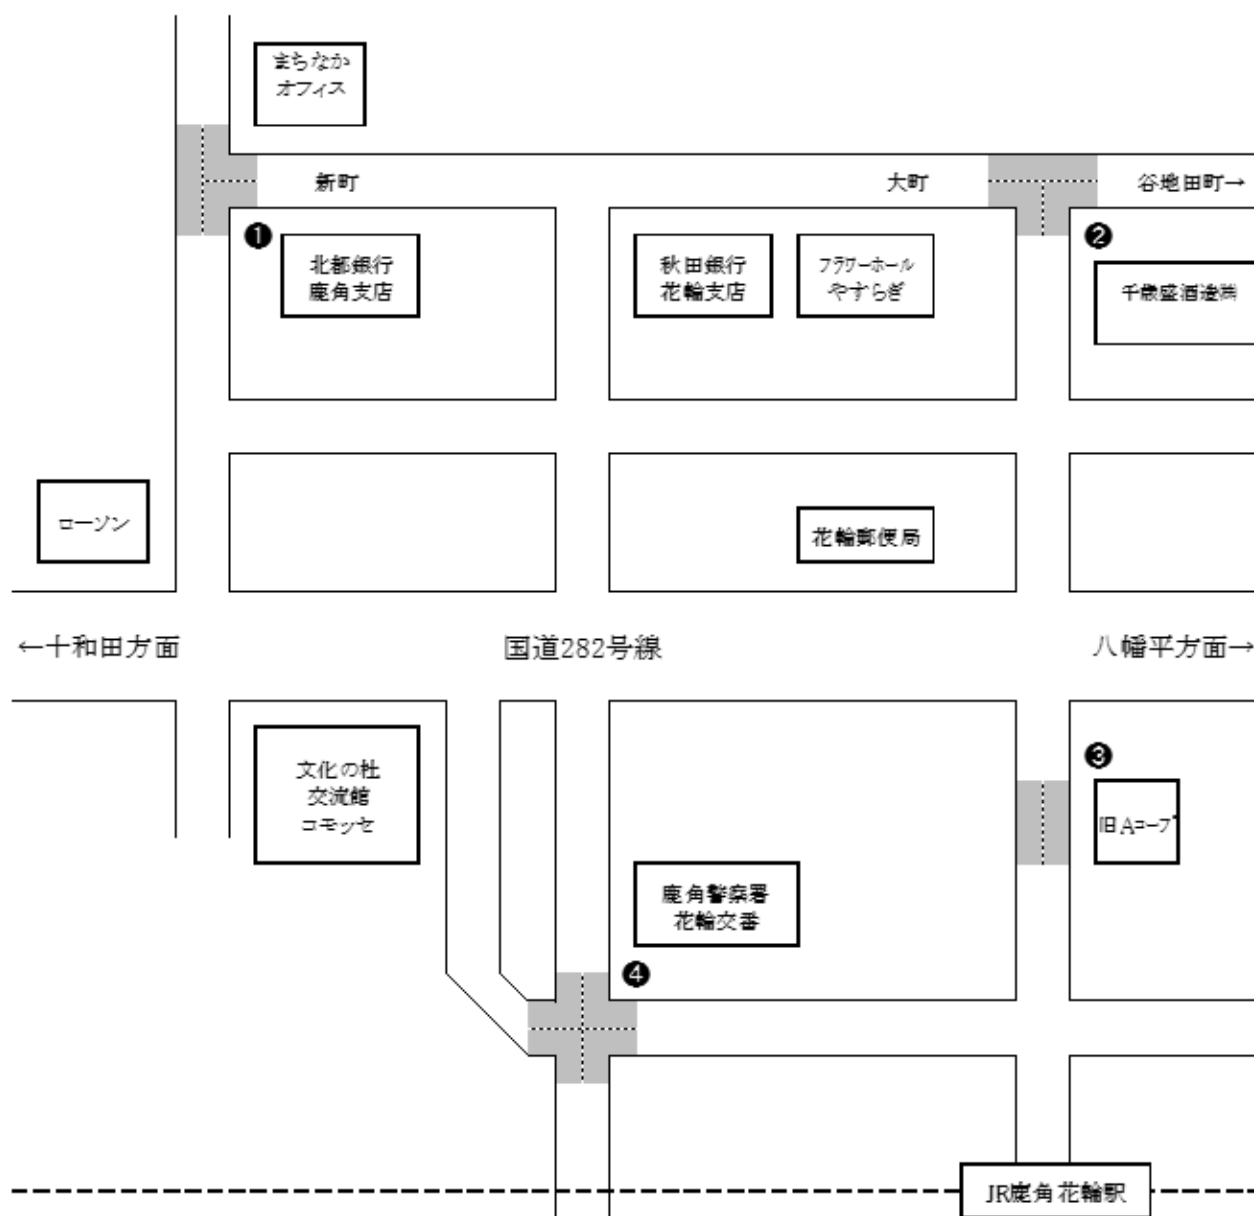 まちなか
オフィス
新町
大町
谷地田町→
❶
北都銀行
鹿角支店
秋田銀行
花輪支店
フラワーホール
やすらぎ
❷
千歳盛酒造㈱
ローソン
花輪郵便局
←十和田方面
国道282号線
八幡平方面→
文化の杜
交流館
コモッセ
❸
旧Aコープ
鹿角警察署
花輪交番
❹
JR鹿角花輪駅